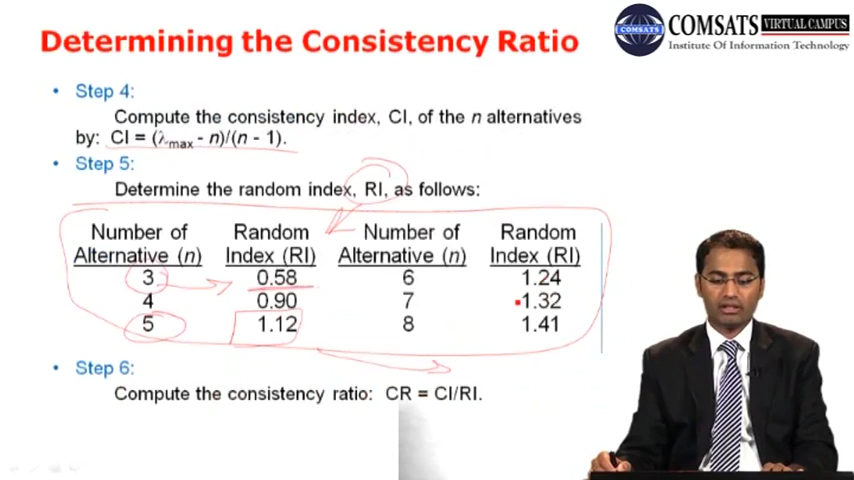 Determining the Consistency Ratio
COMSATS
COMSATS VIRTUAL CAMPUS
Institute Of Information Technology
• Step 4:
Compute the consistency index, CI, of the n alternatives
by: CI = (λmax - n)/(n - 1).
• Step 5:
Determine the random index, RI, as follows:
Number of Random Number of Random
Alternative (n) Index (RI) Alternative (n) Index (RI)
3 0.58 6 1.24
4 0.90 7 1.32
5 1.12 8 1.41
• Step 6:
Compute the consistency ratio: CR = CI/RI.